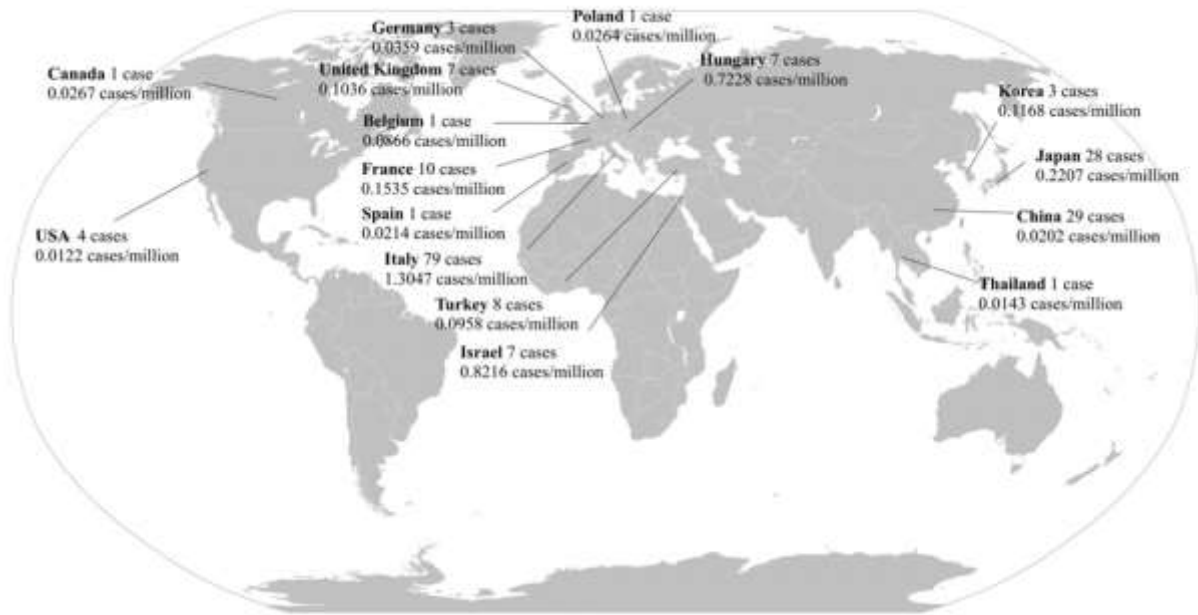 Poland 1 case
0.0264 cases/million
Germany 3 cases
0.0359 cases/million
Hungary 7 cases
0.7228 cases/million
Canada 1 case
0.0267 cases/million
United Kingdom 7 cases
0.1036 cases/million
Korea 3 cases
0.1168 cases/million
Belgium 1 case
0.0866 cases/million
Japan 28 cases
0.2207 cases/million
France 10 cases
0.1535 cases/million
Spain 1 case
0.0214 cases/million
China 29 cases
0.0202 cases/million
USA 4 cases
0.0122 cases/million
Italy 79 cases
1.3047 cases/million
Thailand 1 case
0.0143 cases/million
Turkey 8 cases
0.0958 cases/million
Israel 7 cases
0.8216 cases/million